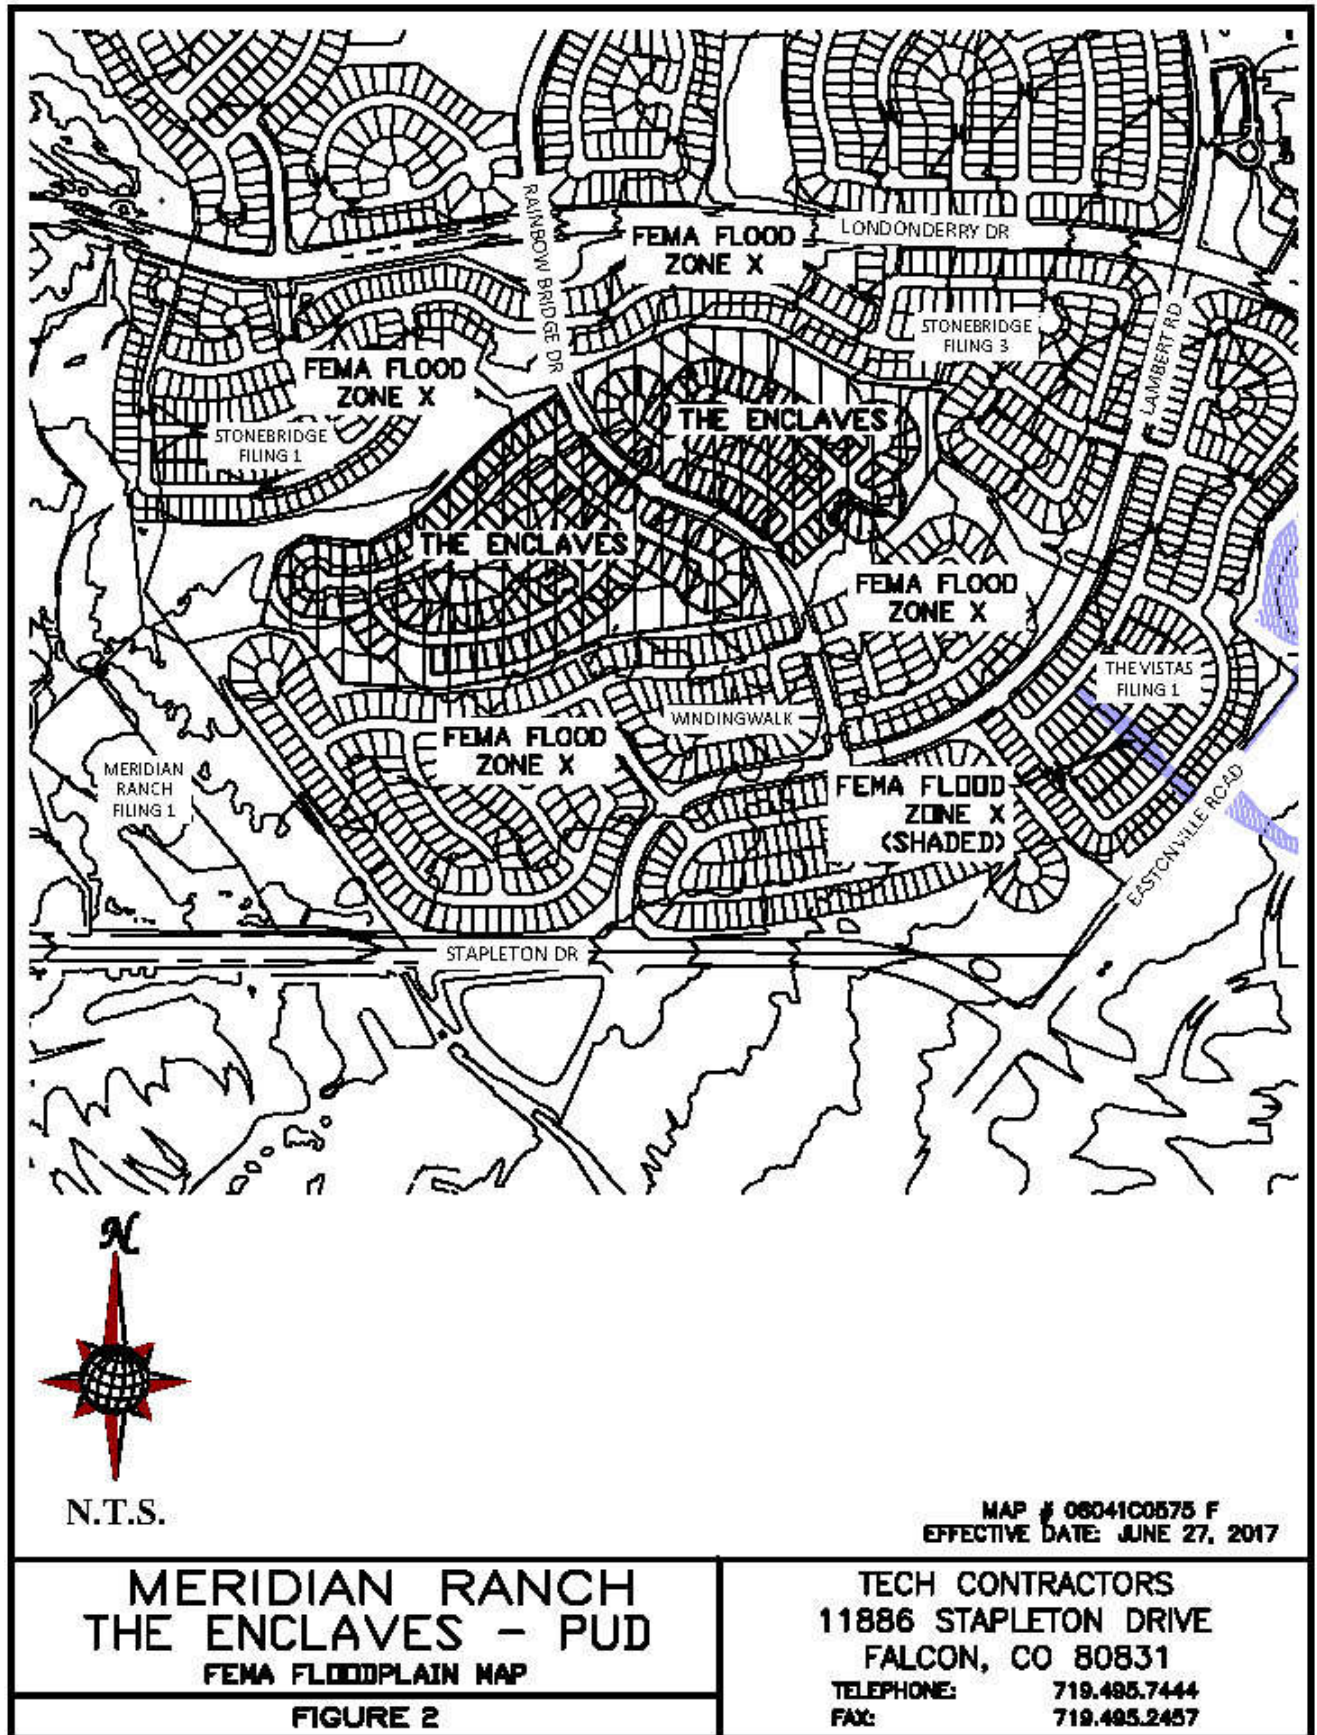 RAINBOW BRIDGE DR
FEMA FLOOD
ZONE X
LONDONDERRY DR
STONEBRIDGE
FILING 3
LAMBERT RD
FEMA FLOOD
ZONE X
STONEBRIDGE
FILING 1
THE ENCLAVES
THE ENCLAVES
FEMA FLOOD
ZONE X
THE VISTAS
FILING 1
WINDINGWALK
FEMA FLOOD
ZONE X
MERIDIAN
RANCH
FILING 1
FEMA FLOOD
ZONE X
(SHADED)
EASTONVILLE ROAD
STAPLETON DR
N
N.T.S.
MAP # 08041C0575 F
EFFECTIVE DATE: JUNE 27, 2017
MERIDIAN RANCH
THE ENCLAVES - PUD
FEMA FLOODPLAIN MAP
FIGURE 2
TECH CONTRACTORS
11886 STAPLETON DRIVE
FALCON, CO 80831
TELEPHONE: 719.495.7444
FAX: 719.495.2457